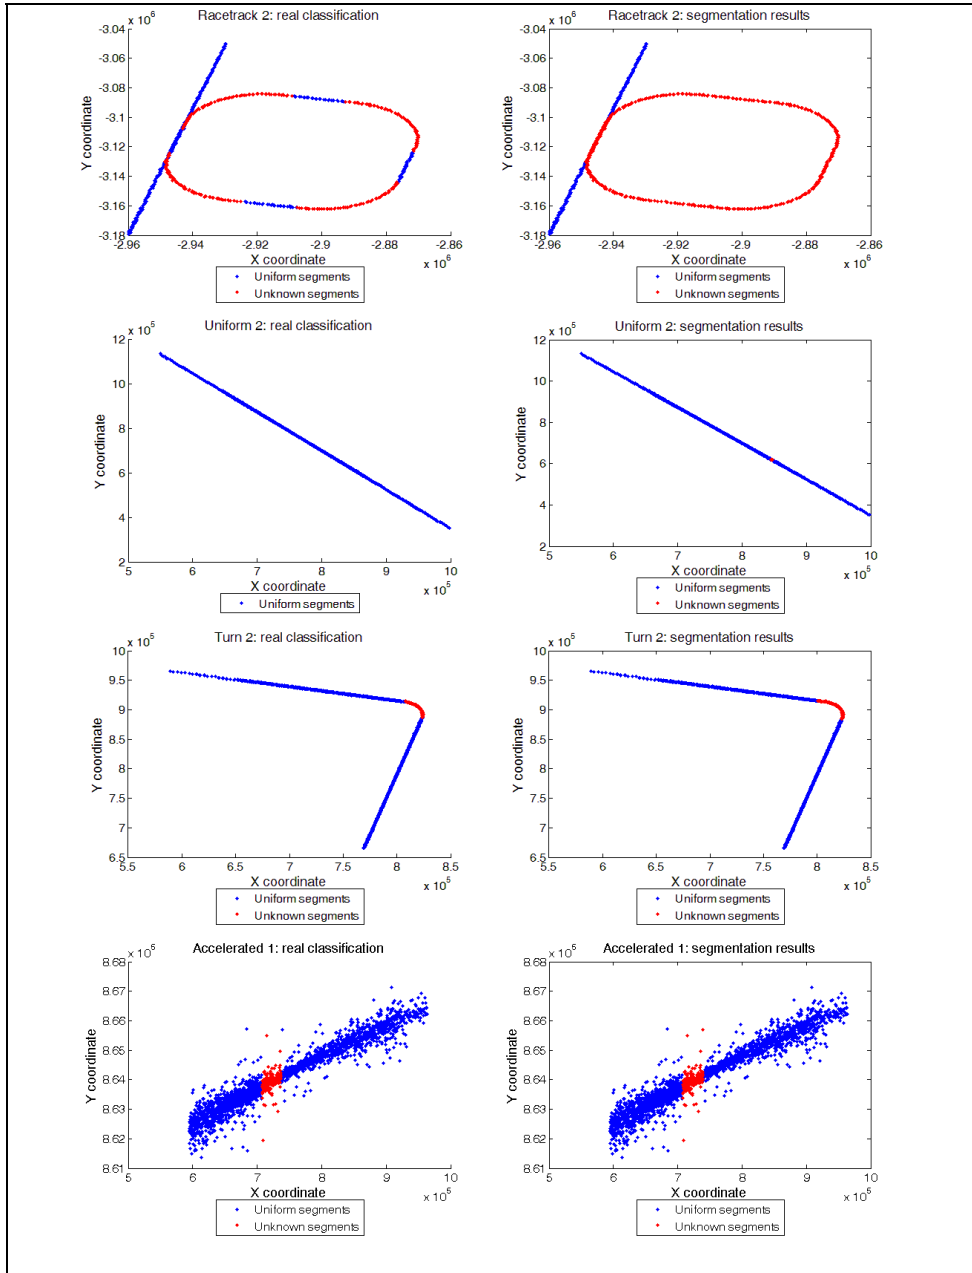 Racetrack 2: real classification
x 10^6
-3.04
-3.06
-3.08
-3.1
-3.12
-3.14
-3.16
-3.18
Y coordinate
-2.96 -2.94 -2.92 -2.9 -2.88 -2.86
X coordinate
x 10^6
Uniform segments
Unknown segments
Racetrack 2: segmentation results
x 10^6
-3.04
-3.06
-3.08
-3.1
-3.12
-3.14
-3.16
-3.18
Y coordinate
-2.96 -2.94 -2.92 -2.9 -2.88 -2.86
X coordinate
x 10^6
Uniform segments
Unknown segments
Uniform 2: real classification
x 10^5
12
10
8
6
4
2
Y coordinate
5 6 7 8 9 10
X coordinate
x 10^5
Uniform segments
Uniform 2: segmentation results
x 10^5
12
10
8
6
4
2
Y coordinate
5 6 7 8 9 10
X coordinate
x 10^5
Uniform segments
Unknown segments
Turn 2: real classification
x 10^5
10
9.5
9
8.5
8
7.5
7
6.5
Y coordinate
5.5 6 6.5 7 7.5 8 8.5
X coordinate
x 10^5
Uniform segments
Unknown segments
Turn 2: segmentation results
x 10^5
10
9.5
9
8.5
8
7.5
7
6.5
Y coordinate
5.5 6 6.5 7 7.5 8 8.5
X coordinate
x 10^5
Uniform segments
Unknown segments
Accelerated 1: real classification
x 10^6
8.68
8.67
8.66
8.65
8.64
8.63
8.62
8.61
Y coordinate
5 6 7 8 9 10
X coordinate
x 10^5
Uniform segments
Unknown segments
Accelerated 1: segmentation results
x 10^6
8.68
8.67
8.66
8.65
8.64
8.63
8.62
8.61
Y coordinate
5 6 7 8 9 10
X coordinate
x 10^5
Uniform segments
Unknown segments